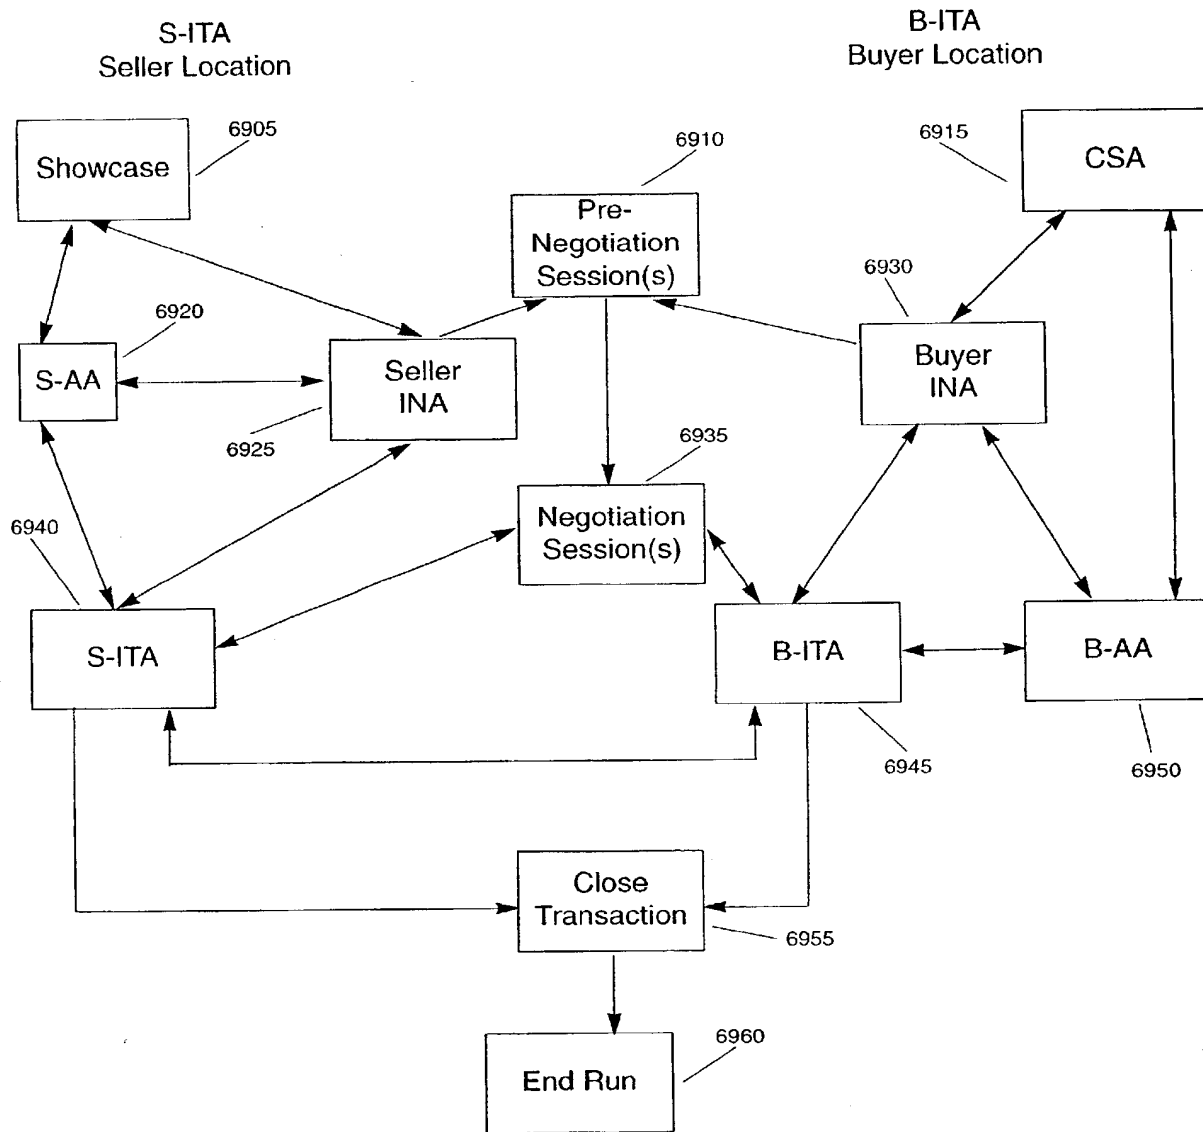 S-ITA
Seller Location
B-ITA
Buyer Location
6905
Showcase
6910
Pre-
Negotiation
Session(s)
6915
CSA
6920
S-AA
Seller
INA
6925
6930
Buyer
INA
6935
Negotiation
Session(s)
6940
S-ITA
B-ITA
6945
B-AA
6950
Close
Transaction
6955
End Run
6960